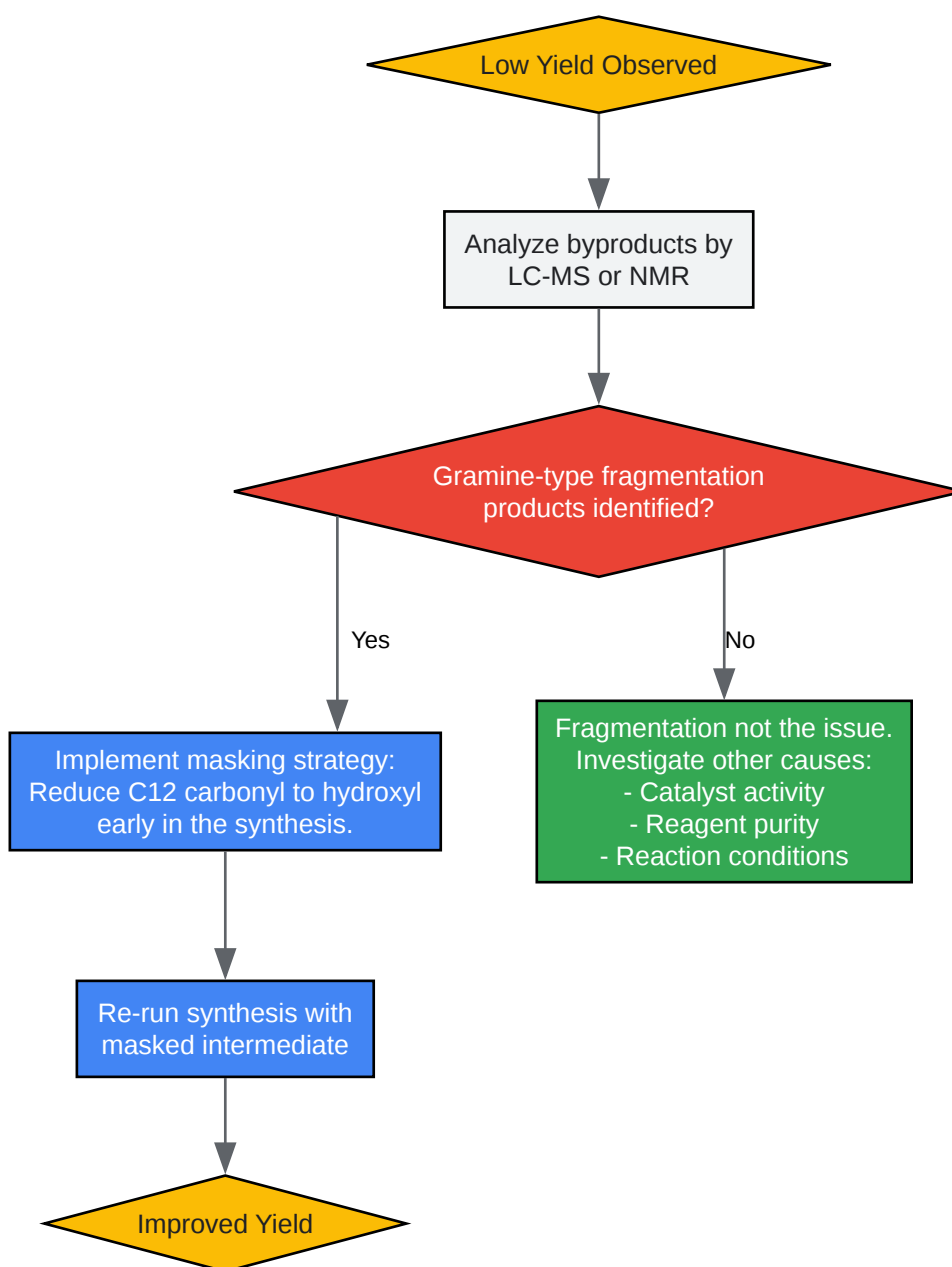 Low Yield Observed
Analyze byproducts by
LC-MS or NMR
Gramine-type fragmentation
products identified?
Yes
No
Implement masking strategy:
Reduce C12 carbonyl to hydroxyl
early in the synthesis.
Fragmentation not the issue.
Investigate other causes:
- Catalyst activity
- Reagent purity
- Reaction conditions
Re-run synthesis with
masked intermediate
Improved Yield